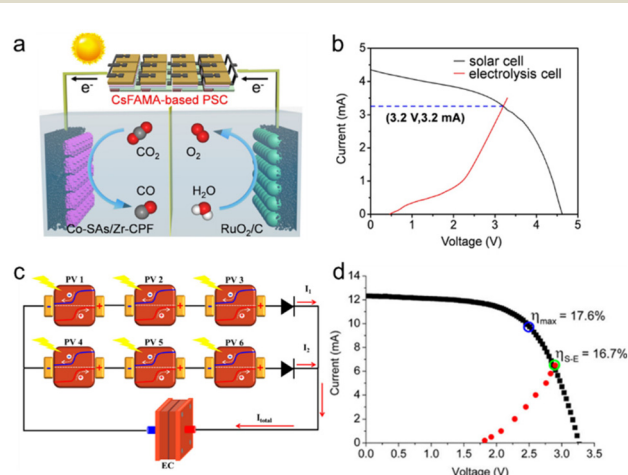 a
e-
e-
CsFAMA-based PSC
CO2
O2
CO
H2O
Co-SAs/Zr-CPF
RuO2/C
b
5
4
3
2
1
0
Current (mA)
solar cell
electrolysis cell
(3.2 V,3.2 mA)
0 1 2 3 4 5
Voltage (V)
c
PV 1 PV 2 PV 3
I1
- + - + - +
PV 4 PV 5 PV 6
I2
- + - + - +
Itotal
EC
d
14
12
10
8
6
4
2
0
Current (mA)
ηmax = 17.6%
ηS-E = 16.7%
0.0 0.5 1.0 1.5 2.0 2.5 3.0 3.5
Voltage (V)